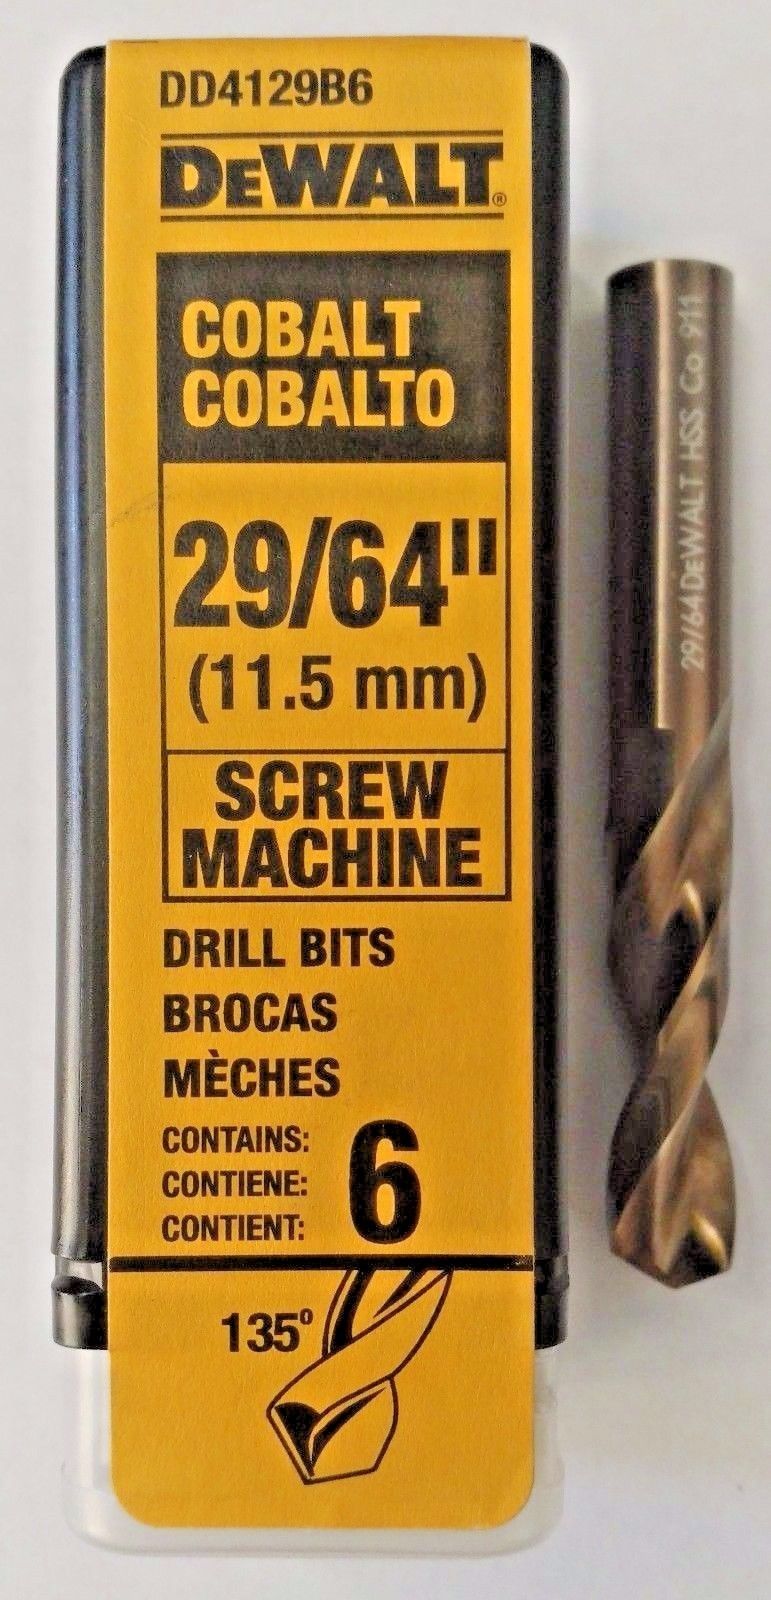 DD4129B6
DEWALT®
COBALT
COBALTO
29/64"
(11.5 mm)
SCREW
MACHINE
DRILL BITS
BROCAS
MÈCHES
CONTAINS:
CONTIENE:
CONTIENT:
6
135°
29/64 DEWALT HSS Co 911